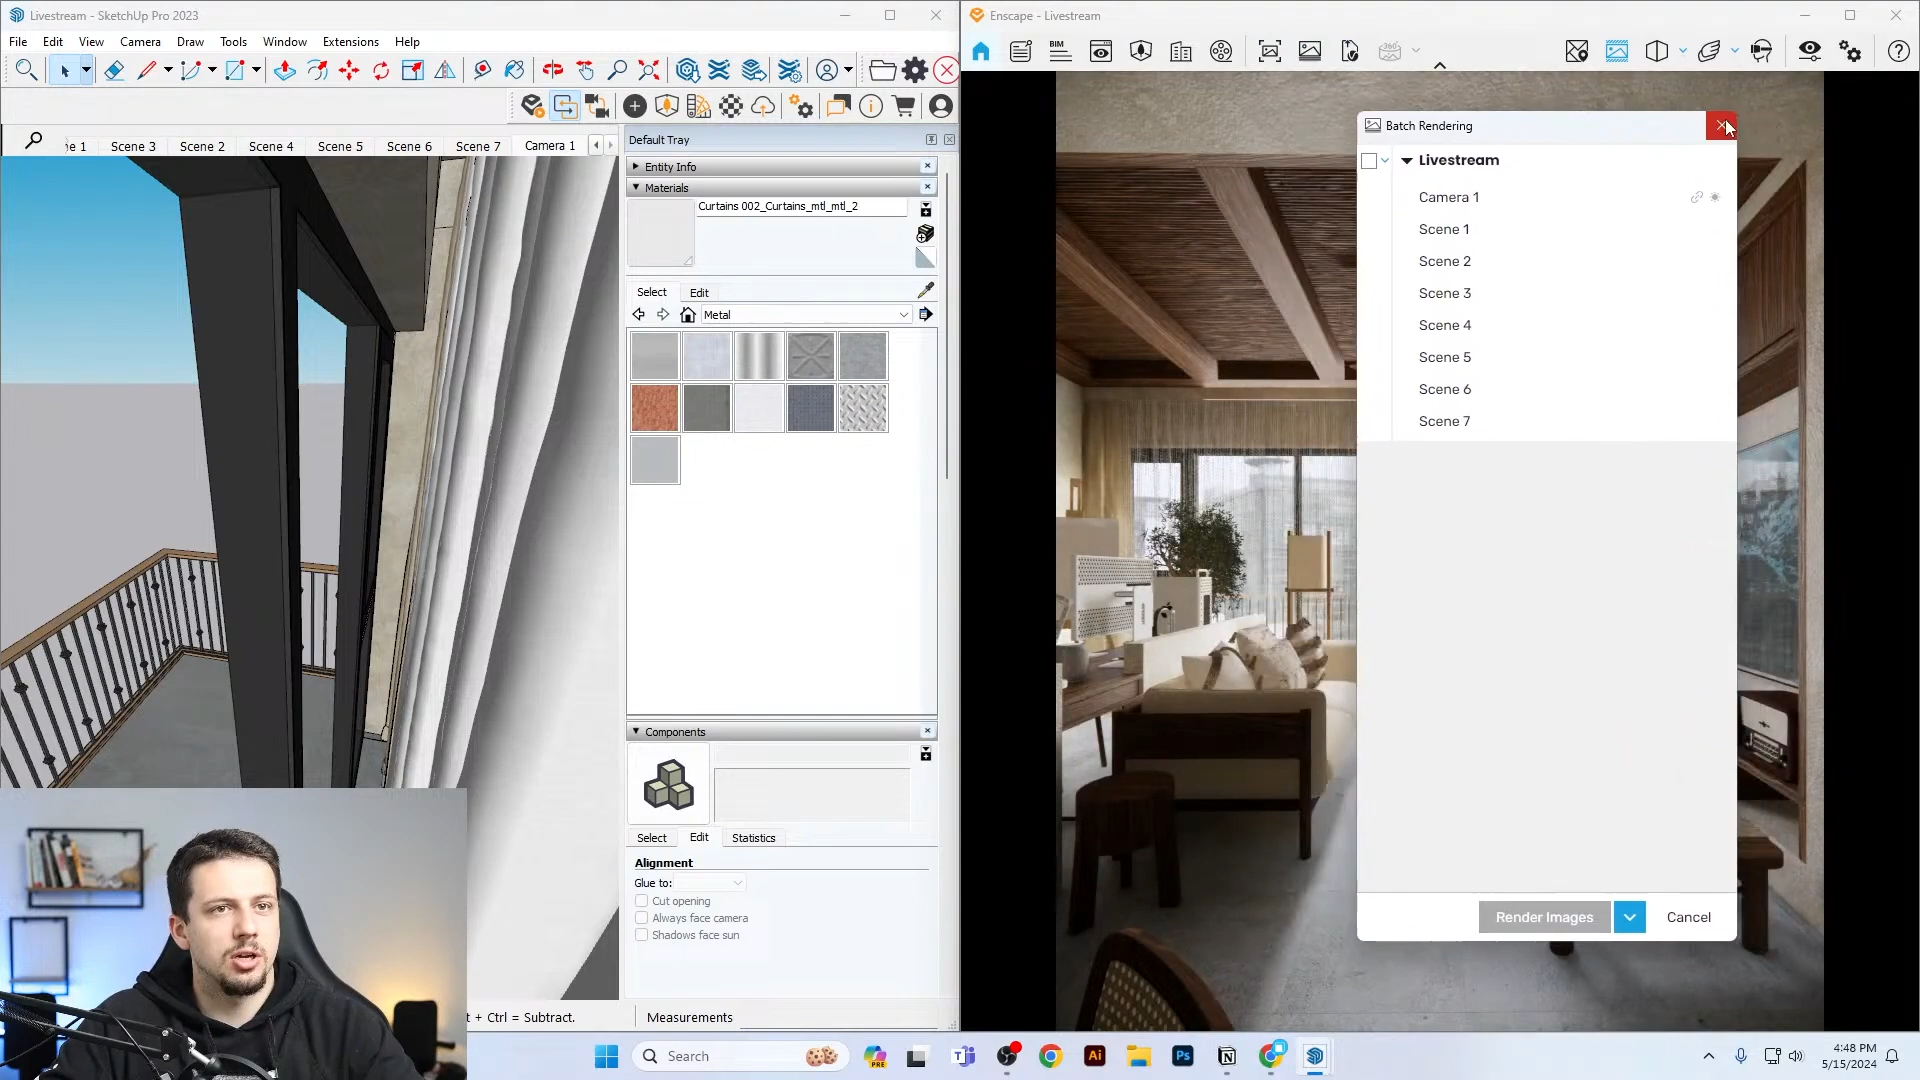 Livestream - SketchUp Pro 2023
File Edit View Camera Draw Tools Window Extensions Help
Scene 3 Scene 2 Scene 4 Scene 5 Scene 6 Scene 7 Camera 1
Default Tray
Entity Info
Materials
Curtains 002_Curtains_mtl_mtl_2
Select Edit
Metal
Components
Select Edit Statistics
Alignment
Glue to:
Cut opening
Always face camera
Shadows face sun
t + Ctrl = Subtract.
Measurements
Enscape - Livestream
BIM
360°
Batch Rendering
Livestream
Camera 1
Scene 1
Scene 2
Scene 3
Scene 4
Scene 5
Scene 6
Scene 7
Render Images Cancel
Search
PRE
Ai
Ps
4:48 PM
5/15/2024